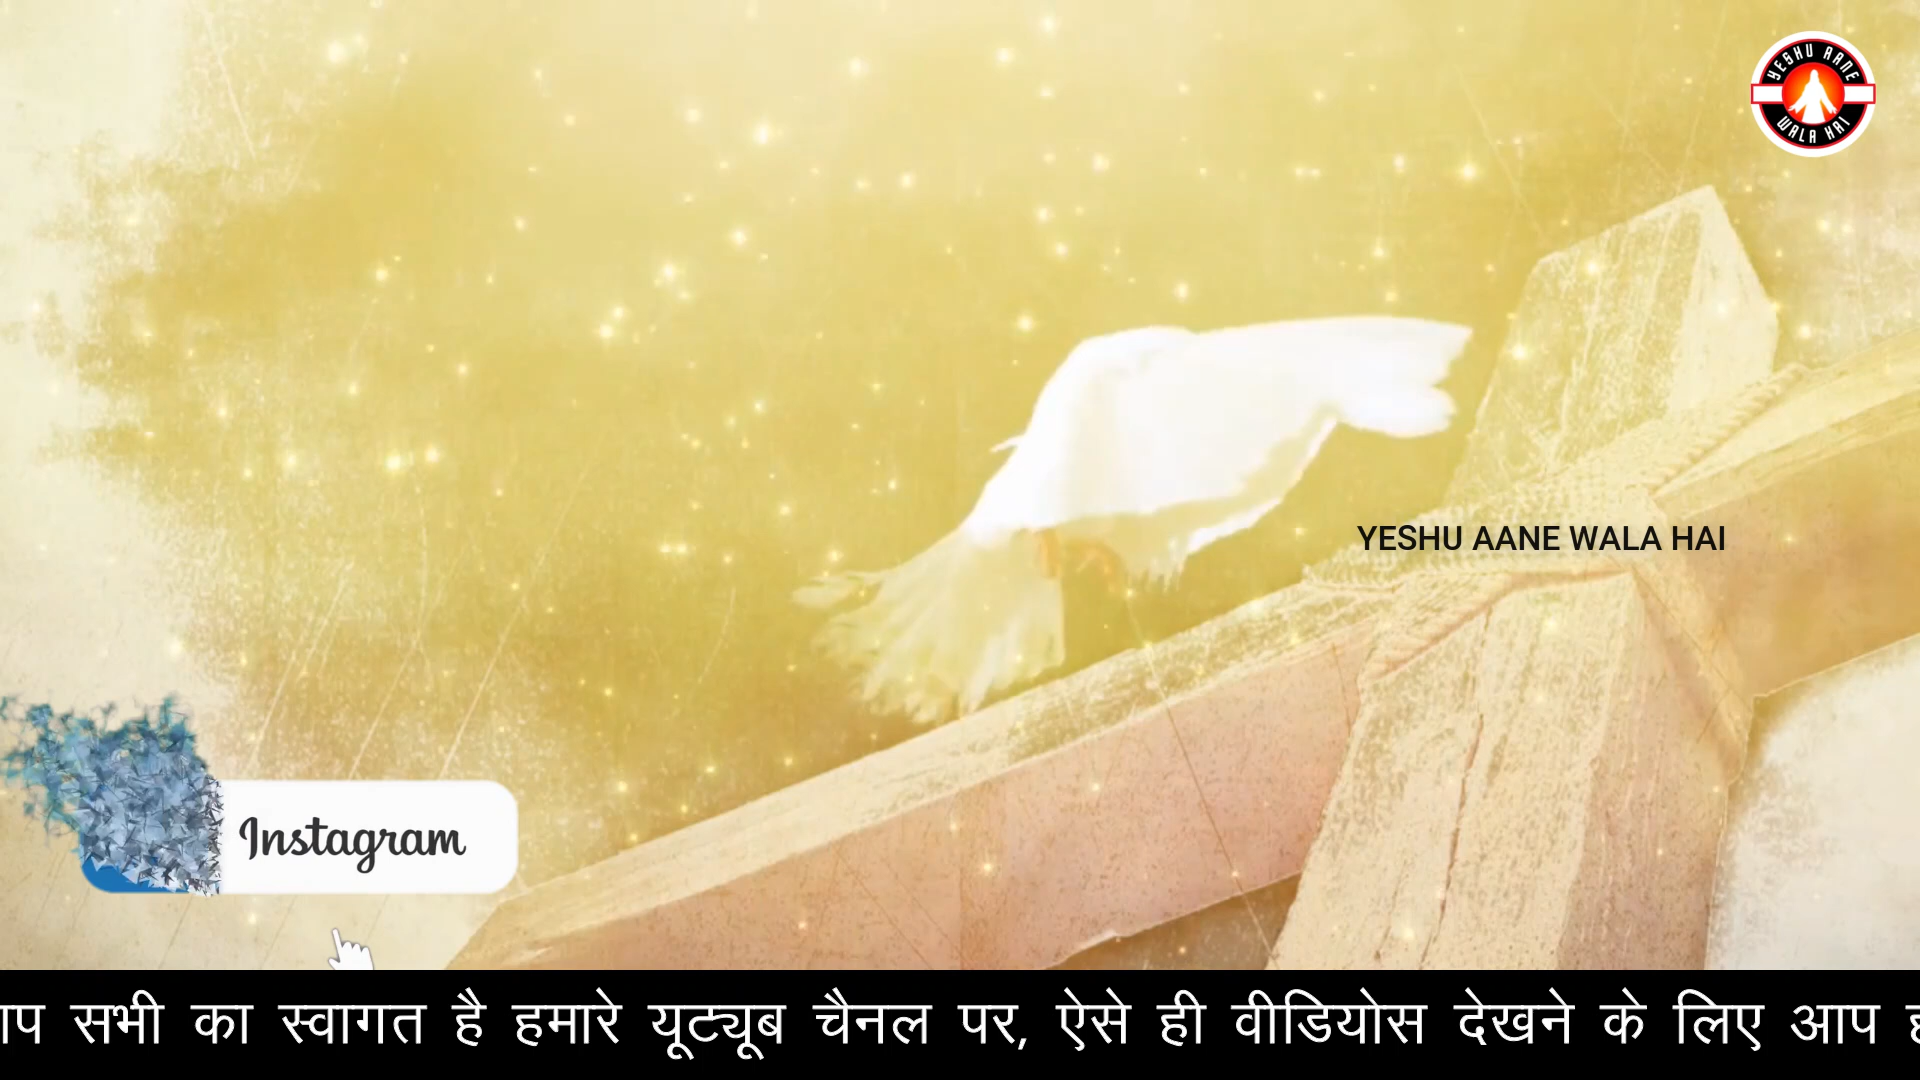 YESHU AANE
WALA HAI
YESHU AANE WALA HAI
Instagram
सभी का स्वागत है हमारे यूट्यूब चैनल पर, ऐसे ही वीडियोस देखने के लिए आप